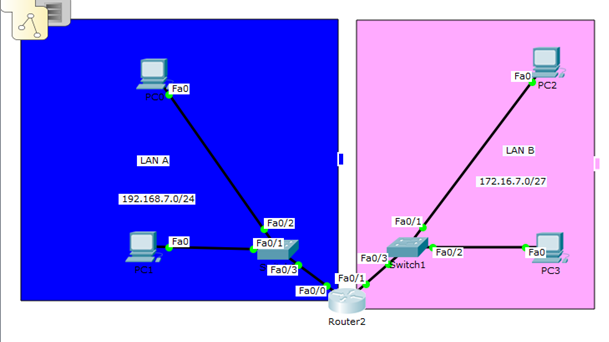 Fa0
PC0
LAN A
192.168.7.0/24
Fa0/2
Fa0
Fa0/1
PC1
S
Fa0/3
Fa0/0
Fa0
PC2
LAN B
172.16.7.0/27
Fa0/1
Fa0/2
Fa0
Fa0/3
Switch1
PC3
Fa0/1
Router2